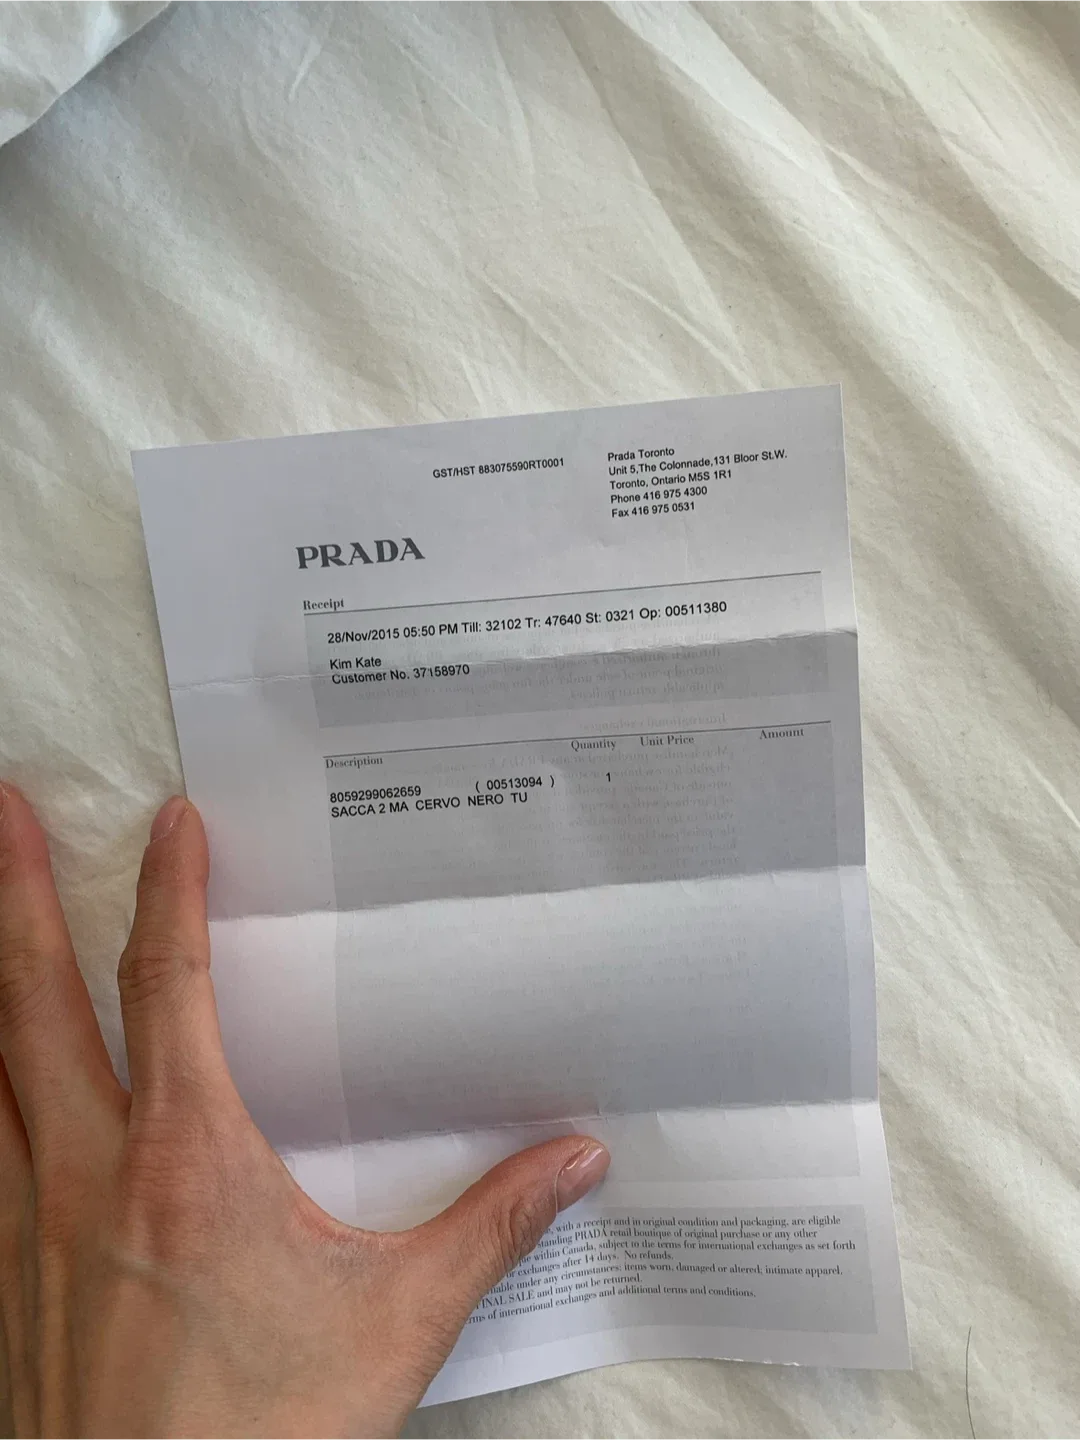 GST/HST 883075590RT0001
Prada Toronto
Unit 5,The Colonnade,131 Bloor St.W.
Toronto, Ontario M5S 1R1
Phone 416 975 4300
Fax 416 975 0531
PRADA
Receipt
28/Nov/2015 05:50 PM Till: 32102 Tr: 47640 St: 0321 Op: 00511380
Kim Kate
Customer No. 37158970
Description Quantity Unit Price Amount
8059299062659 ( 00513094 ) 1
SACCA 2 MA CERVO NERO TU
with a receipt and in original condition and packaging, are eligible
standing PRADA retail boutique of original purchase or any other
within Canada, subject to the terms for international exchanges as set forth
or exchanges after 14 days. No refunds.
under any circumstances: items worn, damaged or altered; intimate apparel,
FINAL SALE and may not be returned.
of international exchanges and additional terms and conditions.